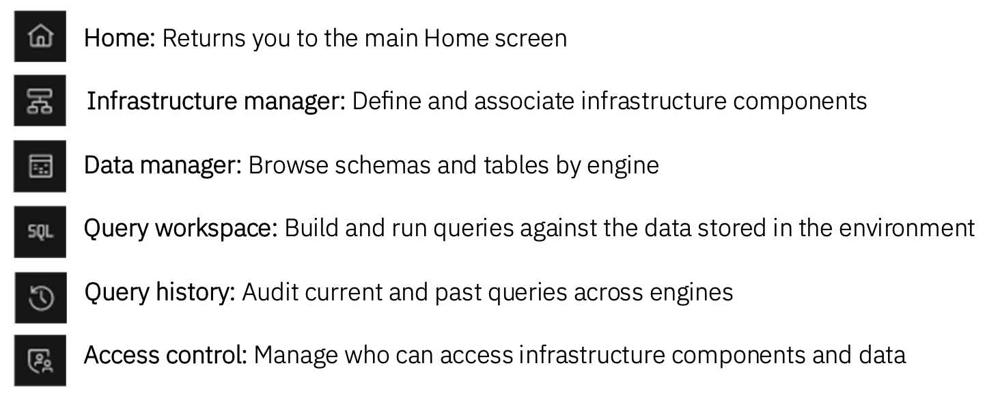 Home: Returns you to the main Home screen
Infrastructure manager: Define and associate infrastructure components
Data manager: Browse schemas and tables by engine
SQL Query workspace: Build and run queries against the data stored in the environment
Query history: Audit current and past queries across engines
Access control: Manage who can access infrastructure components and data